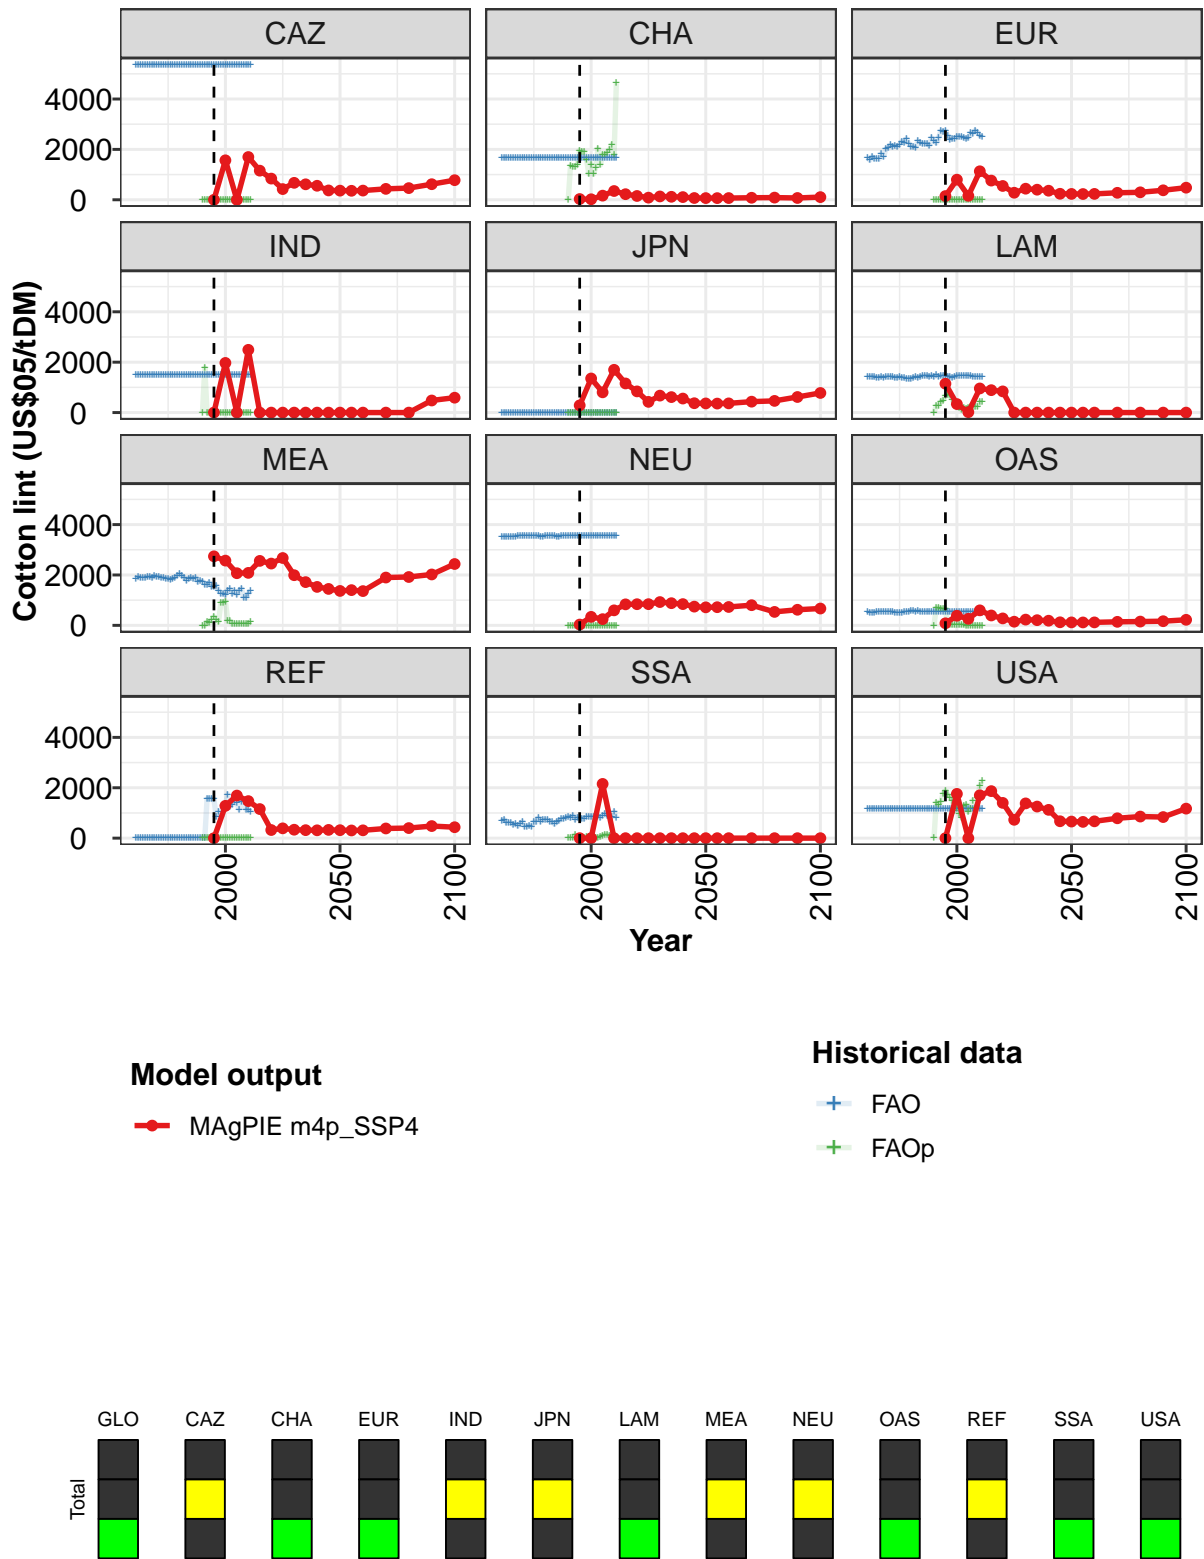 CAZ CHA EUR
4000
2000
0
IND JPN LAM
4000
2000
0
MEA NEU OAS
4000
2000
0
REF SSA USA
4000
2000
0
Cotton lint (US$05/tDM)
2000 2050 2100 2000 2050 2100 2000 2050 2100
Year
Model output
MAgPIE m4p_SSP4
Historical data
FAO
FAOp
GLO CAZ CHA EUR IND JPN LAM MEA NEU OAS REF SSA USA
Total